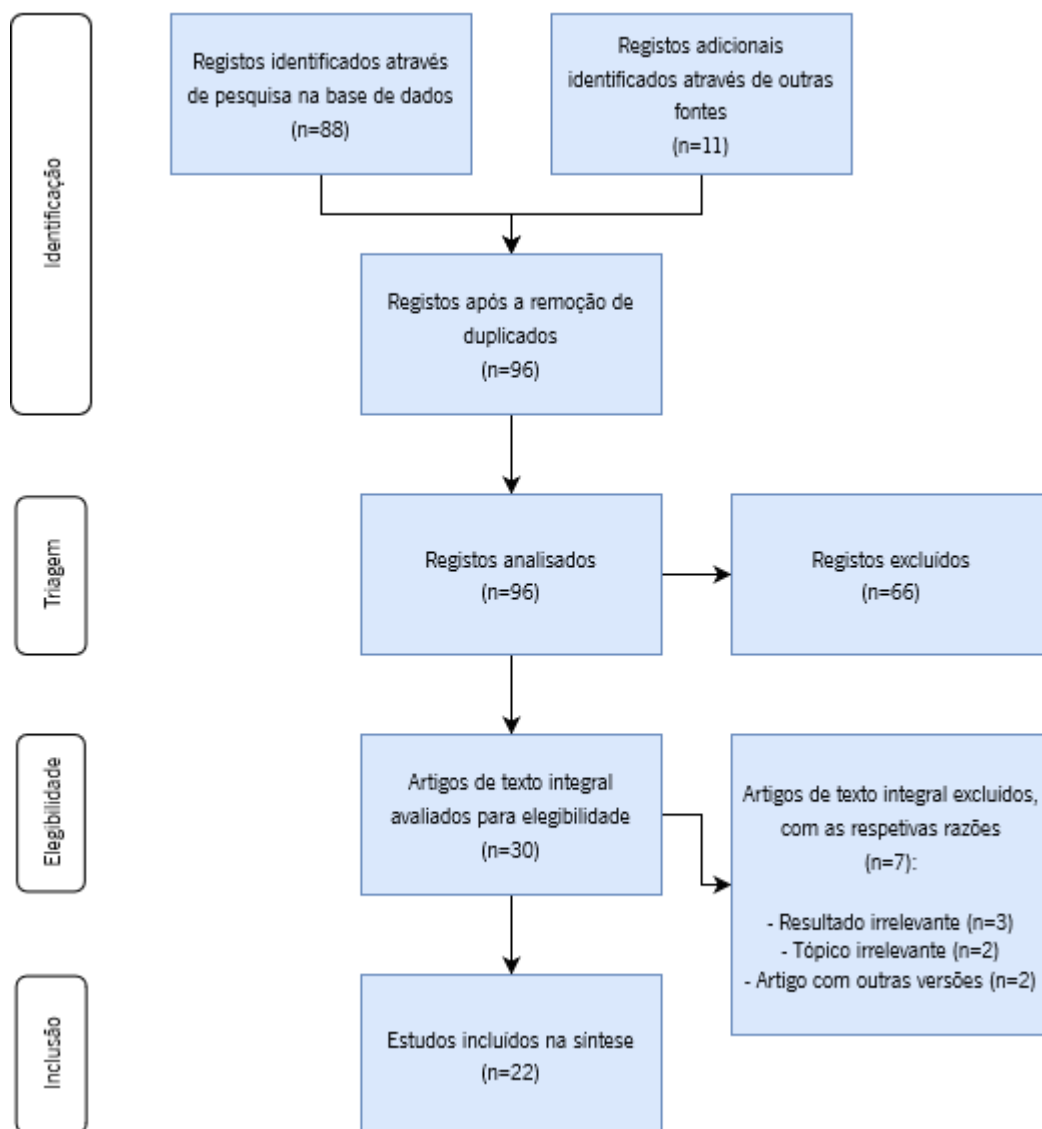 Identificação
Registos identificados através
de pesquisa na base de dados
(n=88)
Registos adicionais
identificados através de outras
fontes
(n=11)
Registos após a remoção de
duplicados
(n=96)
Triagem
Registos analisados
(n=96)
Registos excluídos
(n=66)
Elegibilidade
Artigos de texto integral
avaliados para elegibilidade
(n=30)
Artigos de texto integral excluídos,
com as respetivas razões
(n=7):
- Resultado irrelevante (n=3)
- Tópico irrelevante (n=2)
- Artigo com outras versões (n=2)
Inclusão
Estudos incluídos na síntese
(n=22)